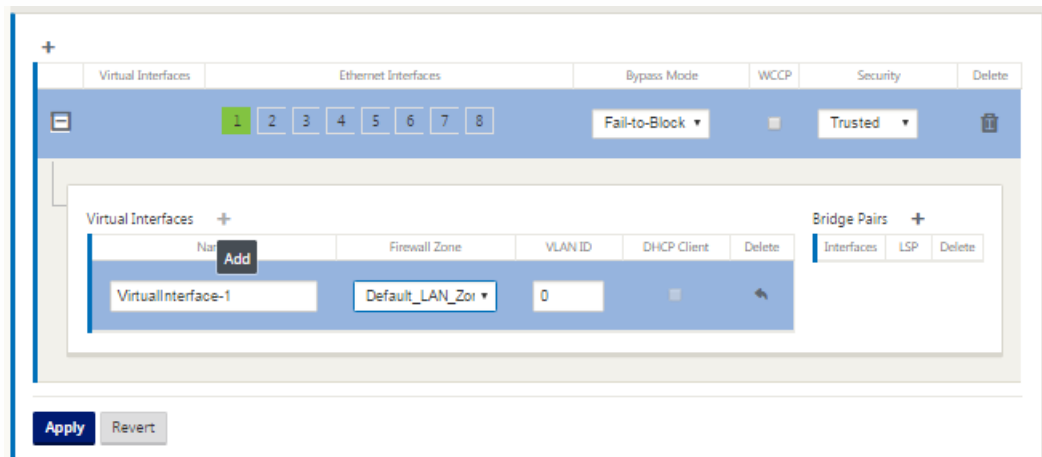 +
Virtual Interfaces Ethernet Interfaces Bypass Mode WCCP Security Delete
1 2 3 4 5 6 7 8 Fail-to-Block Trusted
Virtual Interfaces + Bridge Pairs +
Firewall Zone VLAN ID DHCP Client Delete Interfaces LSP Delete
Add
VirtualInterface-1 Default_LAN_Zor 0
Apply Revert